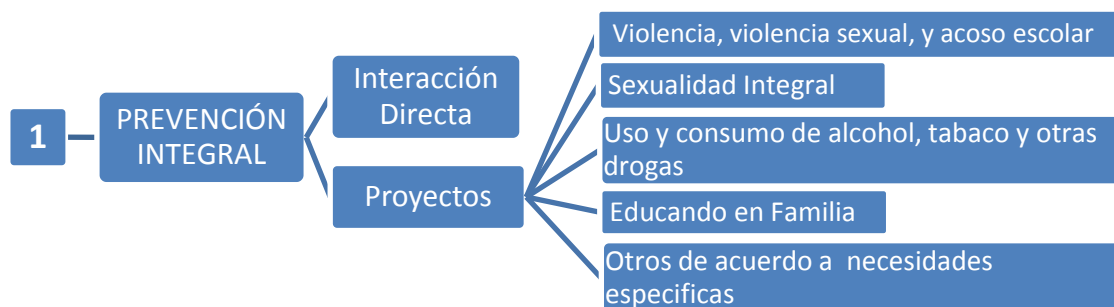 1
PREVENCIÓN
INTEGRAL
Interacción
Directa
Proyectos
Violencia, violencia sexual, y acoso escolar
Sexualidad Integral
Uso y consumo de alcohol, tabaco y otras
drogas
Educando en Familia
Otros de acuerdo a  necesidades
especificas